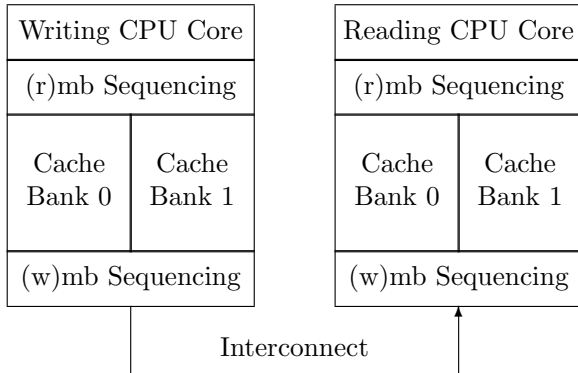 Writing CPU Core
(r)mb Sequencing
Cache
Bank 0
Cache
Bank 1
(w)mb Sequencing
Reading CPU Core
(r)mb Sequencing
Cache
Bank 0
Cache
Bank 1
(w)mb Sequencing
Interconnect